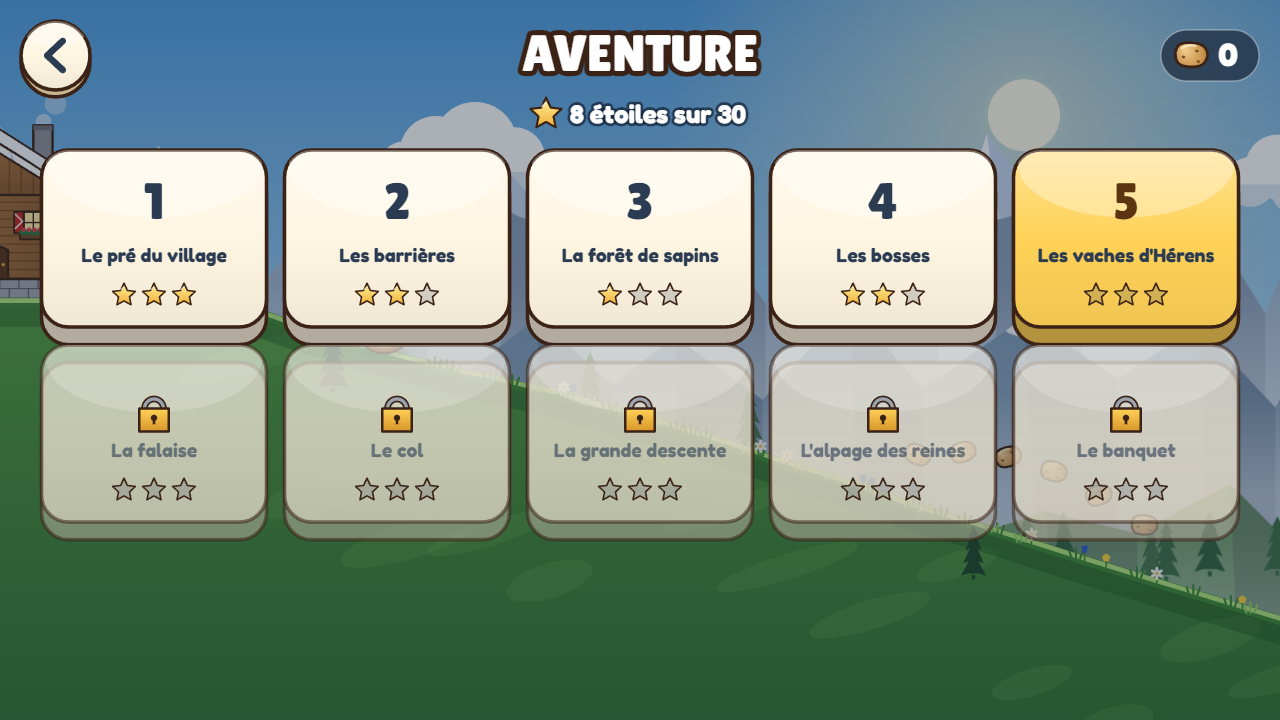 AVENTURE
0
8 étoiles sur 30
1
2
3
4
5
Le pré du village
Les barrières
La forêt de sapins
Les bosses
Les vaches d'Hérens
La falaise
Le col
La grande descente
L'alpage des reines
Le banquet